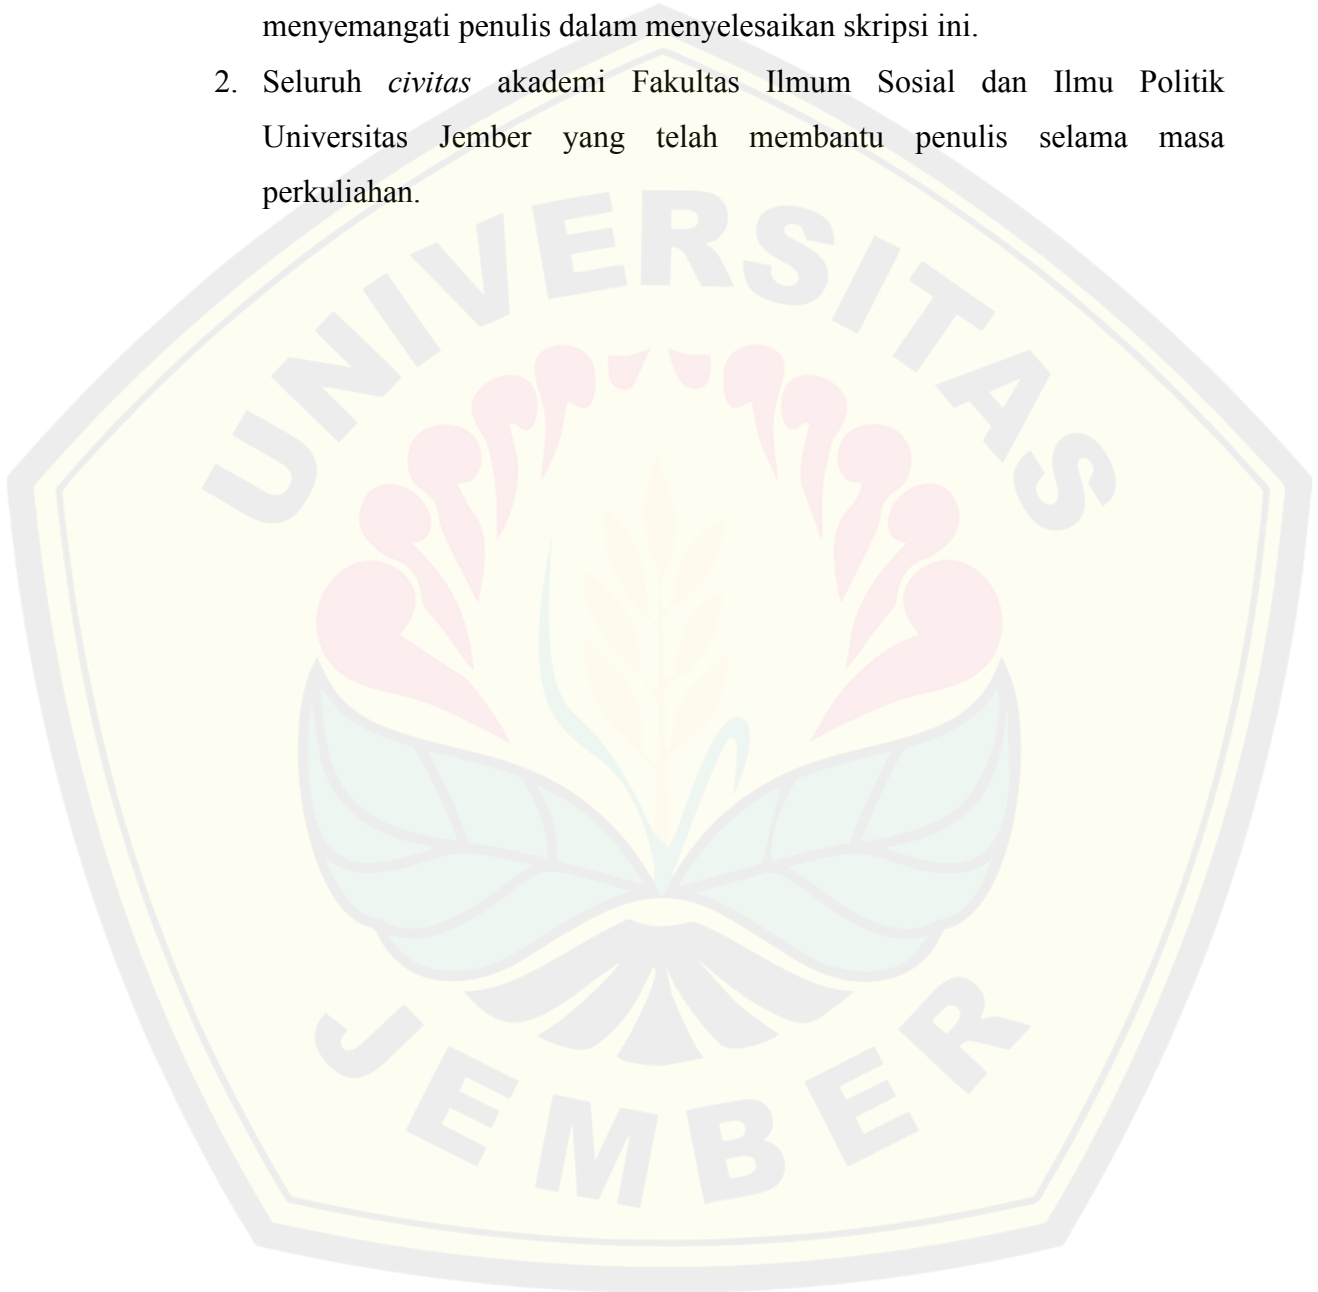 menyemangati penulis dalam menyelesaikan skripsi ini.
2. Seluruh civitas akademi Fakultas Ilmum Sosial dan Ilmu Politik
Universitas Jember yang telah membantu penulis selama masa
perkuliahan.
UNIVERSITAS
JEMBER